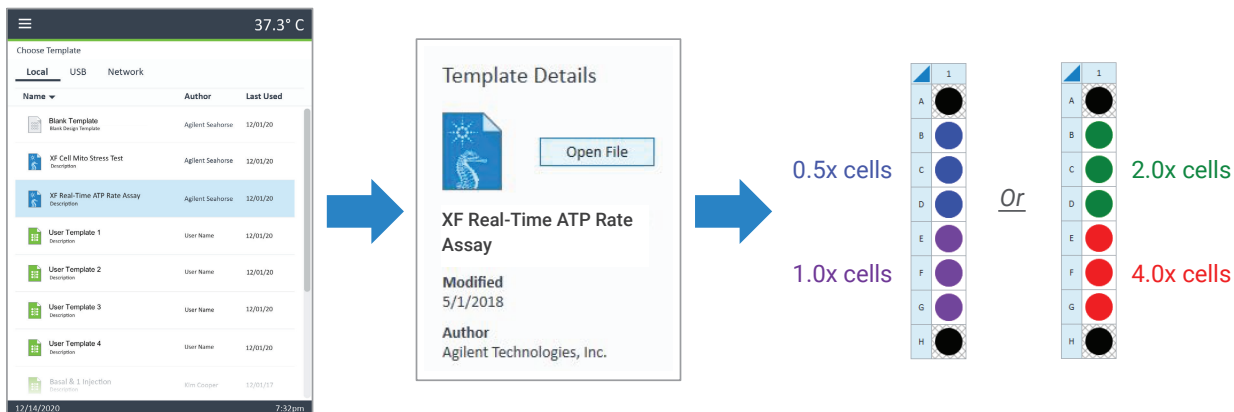 37.3° C
Choose Template
Local USB Network
Name Author Last Used
Blank Template
Blank Design Template
Agilent Seahorse 12/01/20
XF Cell Mito Stress Test
Description
Agilent Seahorse 12/01/20
XF Real-Time ATP Rate Assay
Description
Agilent Seahorse 12/01/20
User Template 1
Description
User Name 12/01/20
User Template 2
Description
User Name 12/01/20
User Template 3
Description
User Name 12/01/20
User Template 4
Description
User Name 12/01/20
Basal & 1 Injection
Description
Kim Cooper 12/01/17
12/14/2020 7:32pm
Template Details
Open File
XF Real-Time ATP Rate
Assay
Modified
5/1/2018
Author
Agilent Technologies, Inc.
0.5x cells
1.0x cells
1
A
B
C
D
E
F
G
H
Or
1
A
B
C
D
E
F
G
H
2.0x cells
4.0x cells